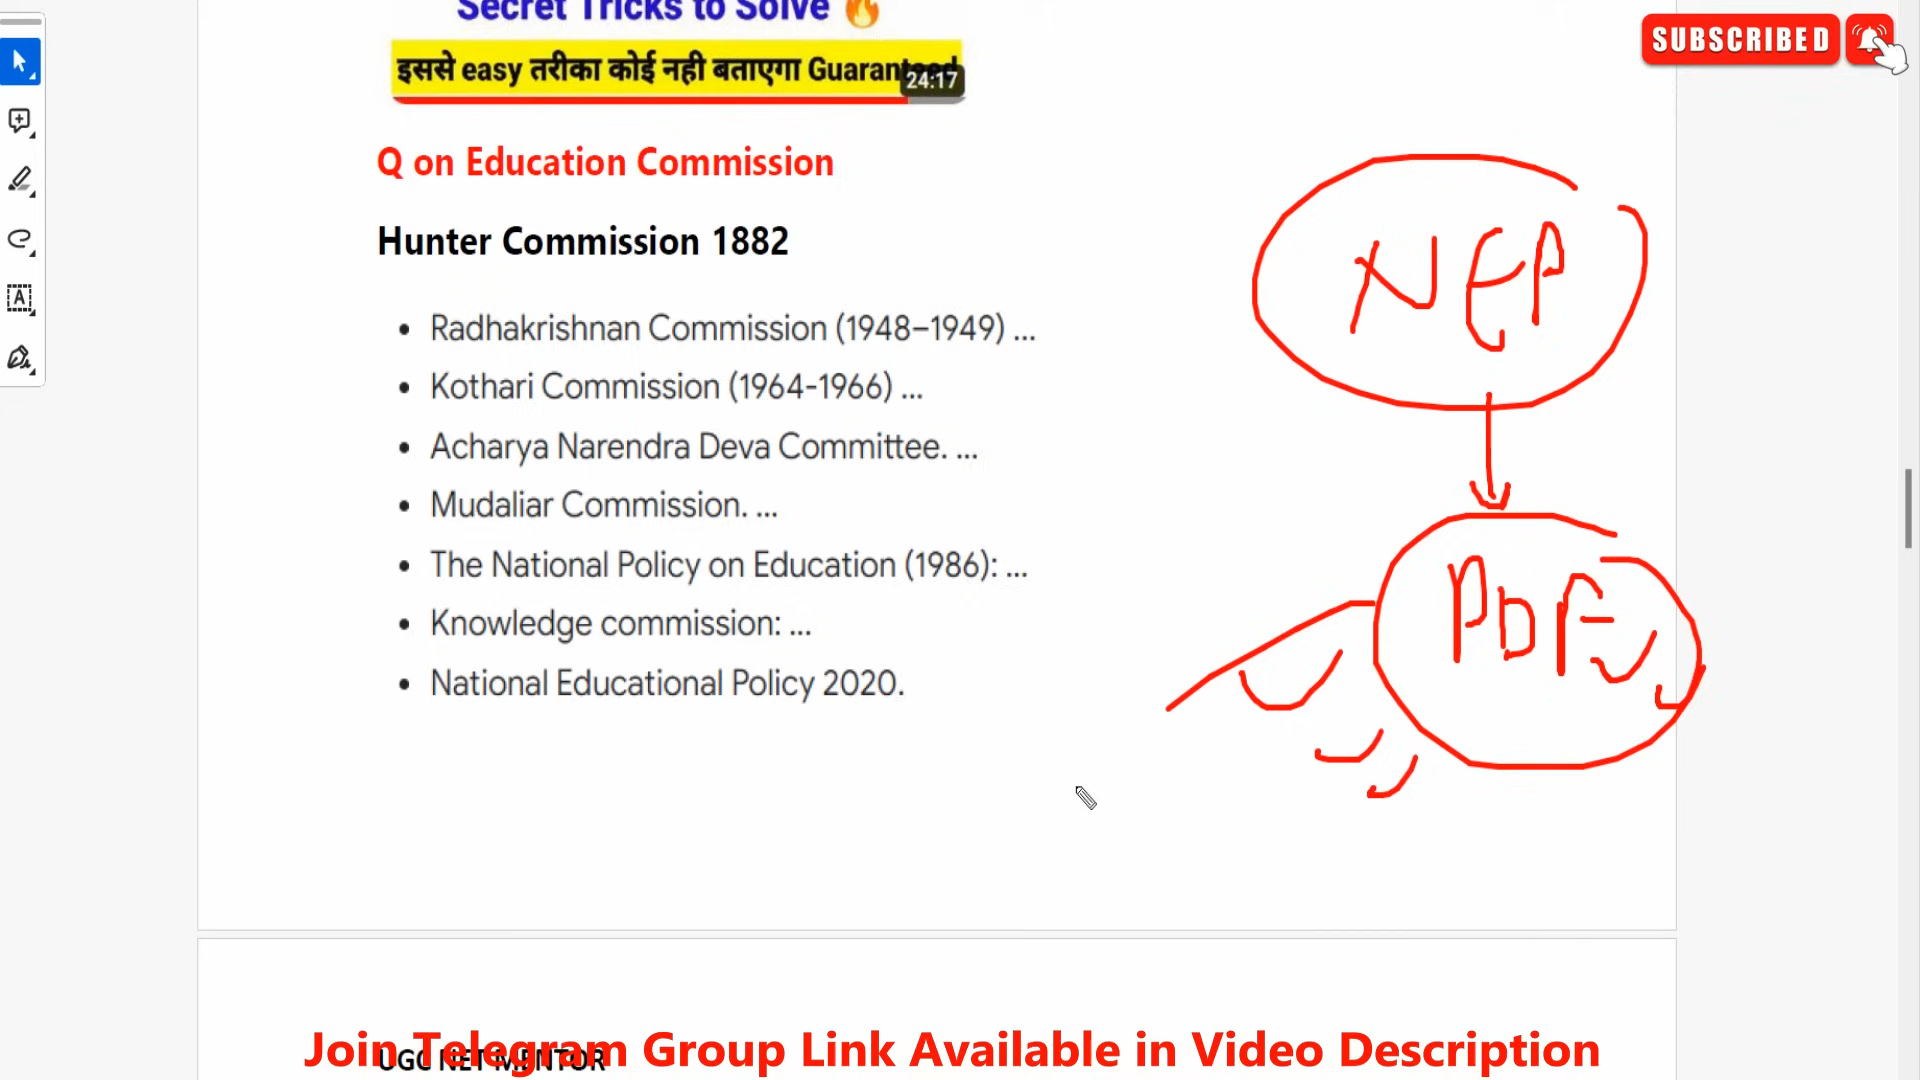 Secret Tricks to Solve 🔥
SUBSCRIBED
इससे easy तरीका कोई नही बताएगा Guaranteed
24:17
Q on Education Commission
Hunter Commission 1882
NEP
• Radhakrishnan Commission (1948–1949) ...
• Kothari Commission (1964-1966) ...
• Acharya Narendra Deva Committee. ...
• Mudaliar Commission. ...
• The National Policy on Education (1986): ...
PDF
• Knowledge commission: ...
• National Educational Policy 2020.
Join Telegram Group Link Available in Video Description
UGC NET MENTOR